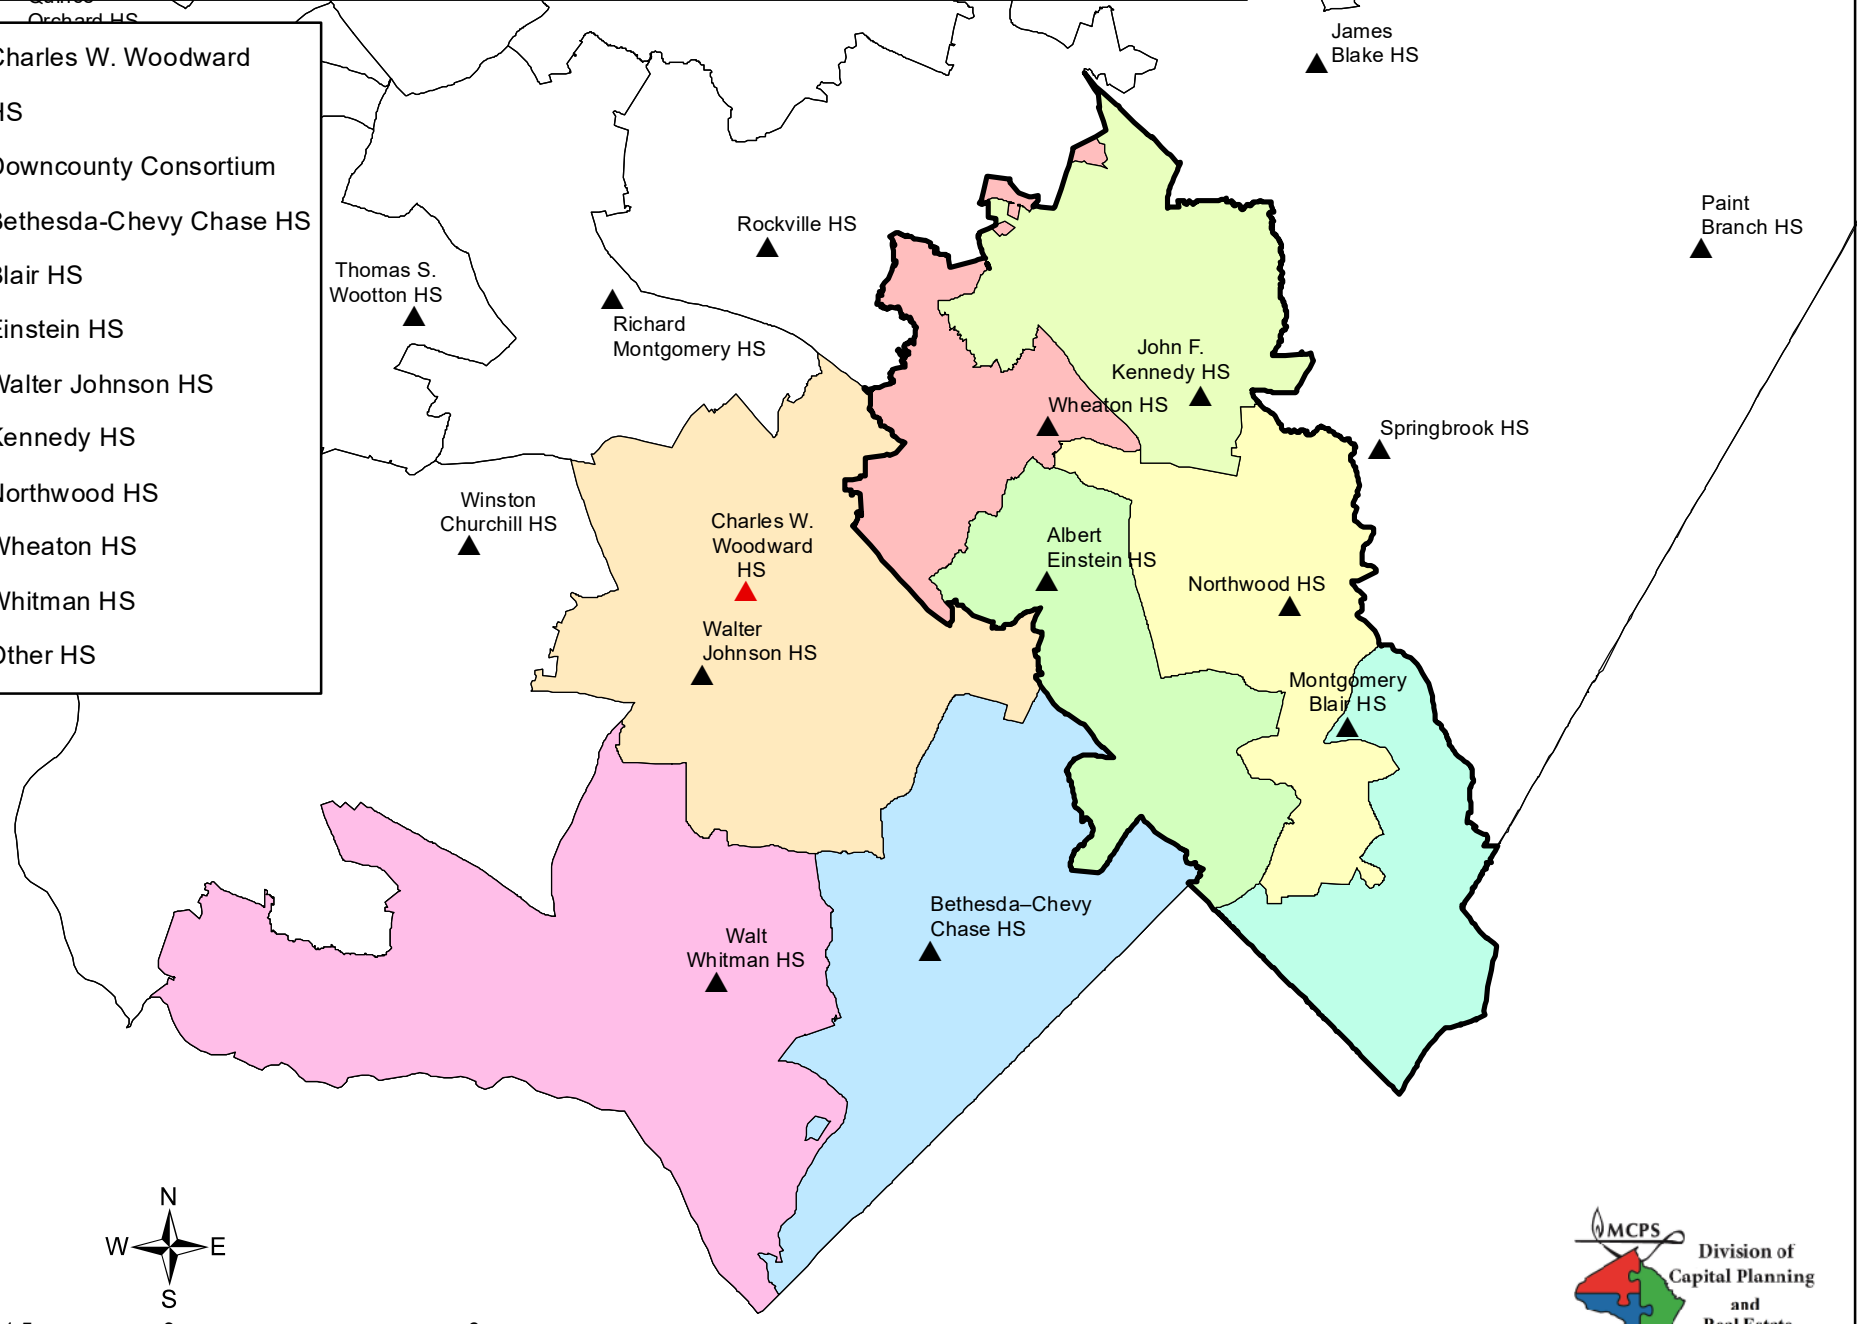 Orchard HS
Charles W. Woodward
HS
Downcounty Consortium
Bethesda-Chevy Chase HS
Blair HS
Einstein HS
Walter Johnson HS
Kennedy HS
Northwood HS
Wheaton HS
Whitman HS
Other HS
James
Blake HS
Paint
Branch HS
Rockville HS
Thomas S.
Wootton HS
Richard
Montgomery HS
John F.
Kennedy HS
Wheaton HS
Springbrook HS
Winston
Churchill HS
Charles W.
Woodward
HS
Albert
Einstein HS
Northwood HS
Walter
Johnson HS
Montgomery
Blair HS
Bethesda–Chevy
Chase HS
Walt
Whitman HS
N
W E
S
MCPS
Division of
Capital Planning
and
Real Estate